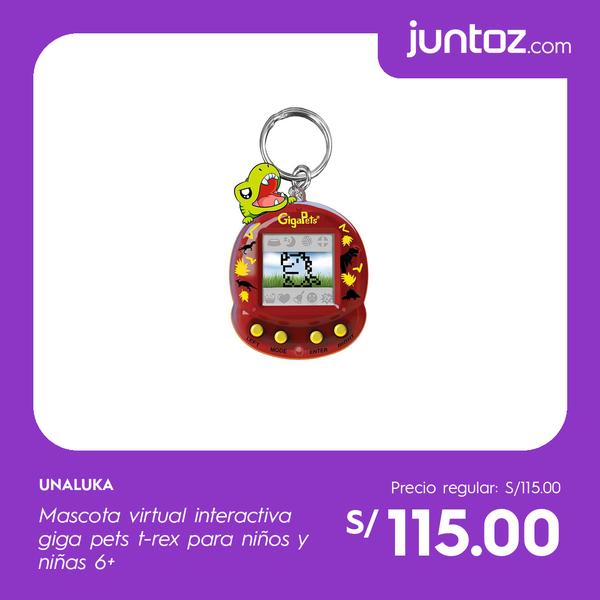 juntoz.com
GigaPets®
LEFT MODE ENTER RIGHT
UNALUKA
Mascota virtual interactiva
giga pets t-rex para niños y
niñas 6+
Precio regular: S/115.00
S/ 115.00